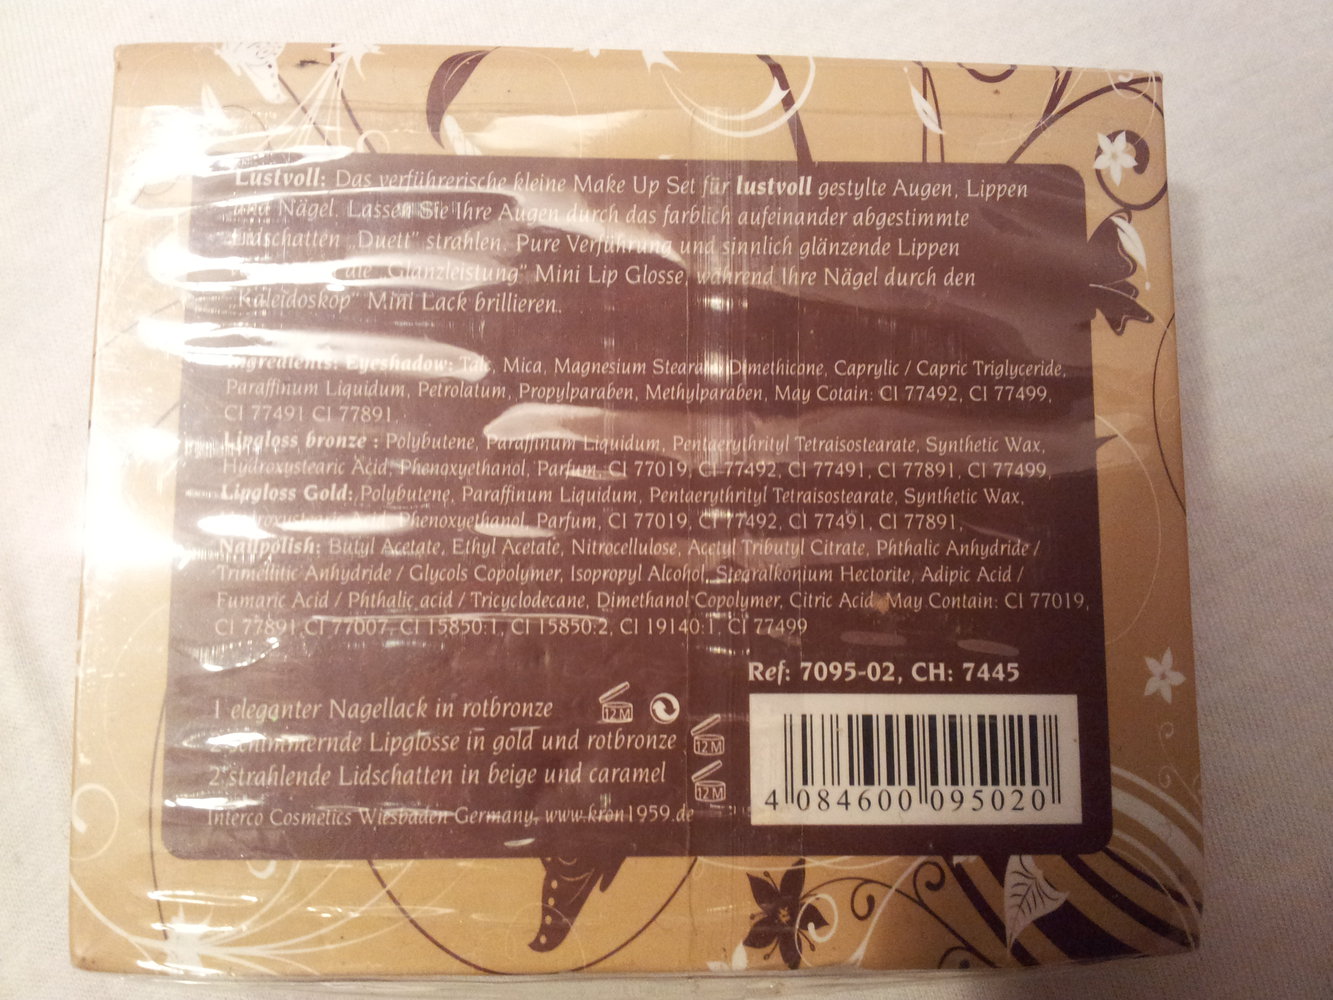 Lustvoll: Das verführerische kleine Make Up Set für lustvoll gestylte Augen, Lippen
und Nägel. Lassen Sie Ihre Augen durch das farblich aufeinander abgestimmte
Lidschatten „Duett" strahlen. Pure Verführung und sinnlich glänzende Lippen
die "Glanzleistung" Mini Lip Glosse, während Ihre Nägel durch den
„Kaleidoskop" Mini Lack brillieren.
Ingredients: Eyeshadow: Talc, Mica, Magnesium Stearate, Dimethicone, Caprylic / Capric Triglyceride,
Paraffinum Liquidum, Petrolatum, Propylparaben, Methylparaben, May Cotain: CI 77492, CI 77499,
CI 77491 CI 77891,
Lipgloss bronze : Polybutene, Paraffinum Liquidum, Pentaerythrityl Tetraisostearate, Synthetic Wax,
Hydroxystearic Acid, Phenoxyethanol, Parfum, CI 77019, CI 77492, CI 77491, CI 77891, CI 77499,
Lipgloss Gold: Polybutene, Paraffinum Liquidum, Pentaerythrityl Tetraisostearate, Synthetic Wax,
Hydroxystearic Acid, Phenoxyethanol, Parfum, CI 77019, CI 77492, CI 77491, CI 77891,
Nailpolish: Butyl Acetate, Ethyl Acetate, Nitrocellulose, Acetyl Tributyl Citrate, Phthalic Anhydride /
Trimellitic Anhydride / Glycols Copolymer, Isopropyl Alcohol, Stearalkonium Hectorite, Adipic Acid /
Fumaric Acid / Phthalic acid / Tricyclodecane, Dimethanol Copolymer, Citric Acid, May Contain: CI 77019,
CI 77891, CI 77007, CI 15850:1, CI 15850:2, CI 19140:1, CI 77499
Ref: 7095-02, CH: 7445
1 eleganter Nagellack in rotbronze 12 M
2 schimmernde Lipglosse in gold und rotbronze 12 M
2 strahlende Lidschatten in beige und caramel 12 M
Interco Cosmetics Wiesbaden Germany, www.kron1959.de
4 084600 095020